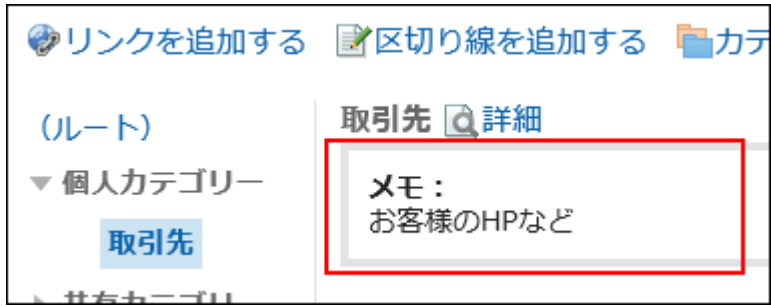 リンクを追加する 区切り線を追加する カテ
(ルート)
個人カテゴリー
取引先
取引先 詳細
メモ：
お客様のHPなど